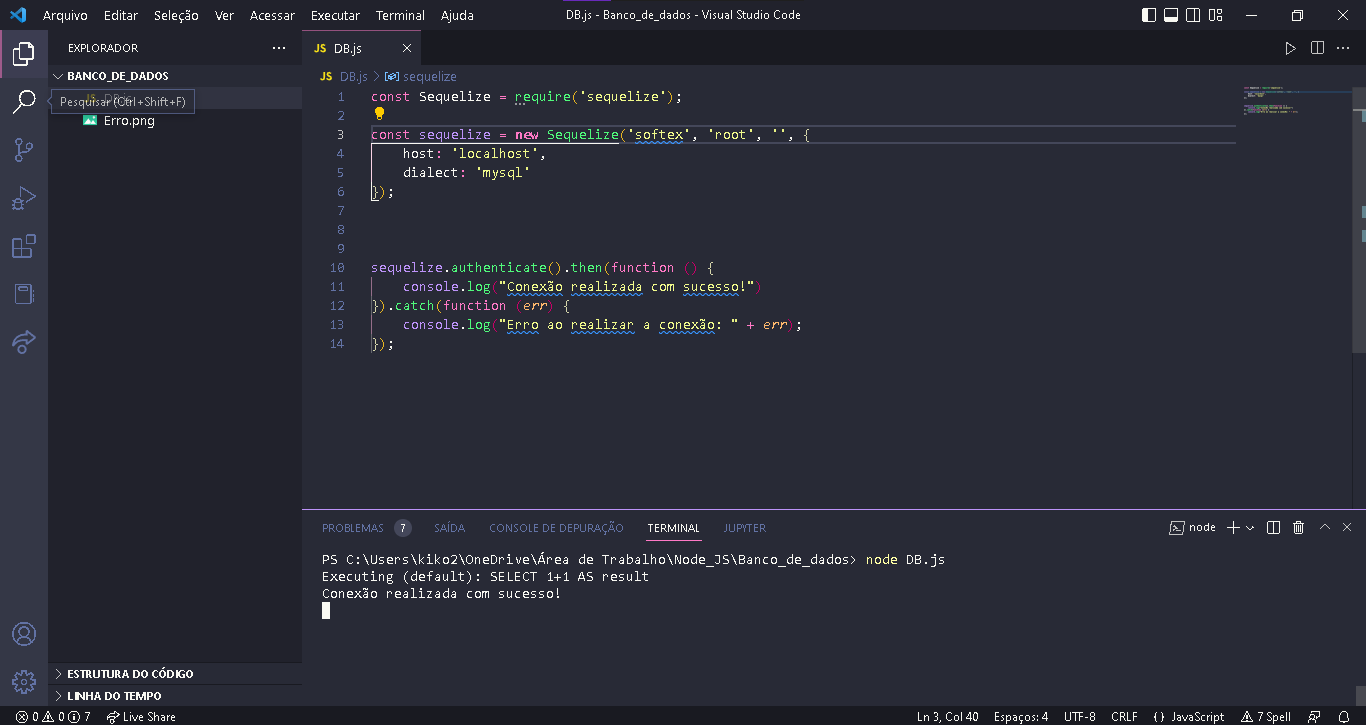 Arquivo Editar Seleção Ver Acessar Executar Terminal Ajuda DB.js - Banco_de_dados - Visual Studio Code
EXPLORADOR
BANCO_DE_DADOS
Pesquisar (Ctrl+Shift+F)
Erro.png
ESTRUTURA DO CÓDIGO
LINHA DO TEMPO
JS DB.js
JS DB.js > sequelize
1 const Sequelize = require('sequelize');
2
3 const sequelize = new Sequelize('softex', 'root', '', {
4 host: 'localhost',
5 dialect: 'mysql'
6 });
7
8
9
10 sequelize.authenticate().then(function () {
11 console.log("Conexão realizada com sucesso!")
12 }).catch(function (err) {
13 console.log("Erro ao realizar a conexão: " + err);
14 });
PROBLEMAS 7 SAÍDA CONSOLE DE DEPURAÇÃO TERMINAL JUPYTER node
PS C:\Users\kiko2\OneDrive\Área de Trabalho\Node_JS\Banco_de_dados> node DB.js
Executing (default): SELECT 1+1 AS result
Conexão realizada com sucesso!
0 0 7 Live Share Ln 3, Col 40 Espaços: 4 UTF-8 CRLF {} JavaScript 7 Spell